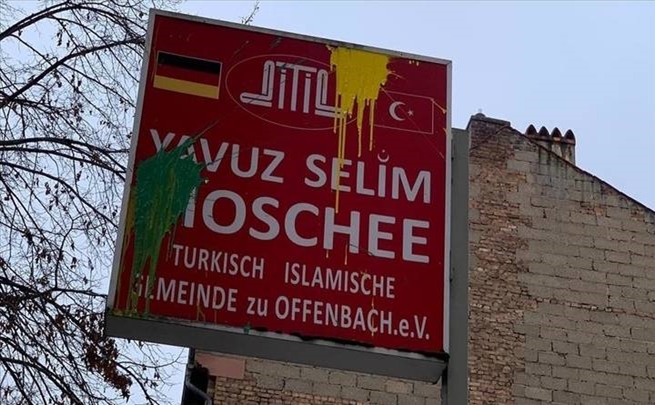 YAVUZ SELİM
MOSCHEE
TURKISCH ISLAMISCHE
GEMEINDE zu OFFENBACH.e.V.